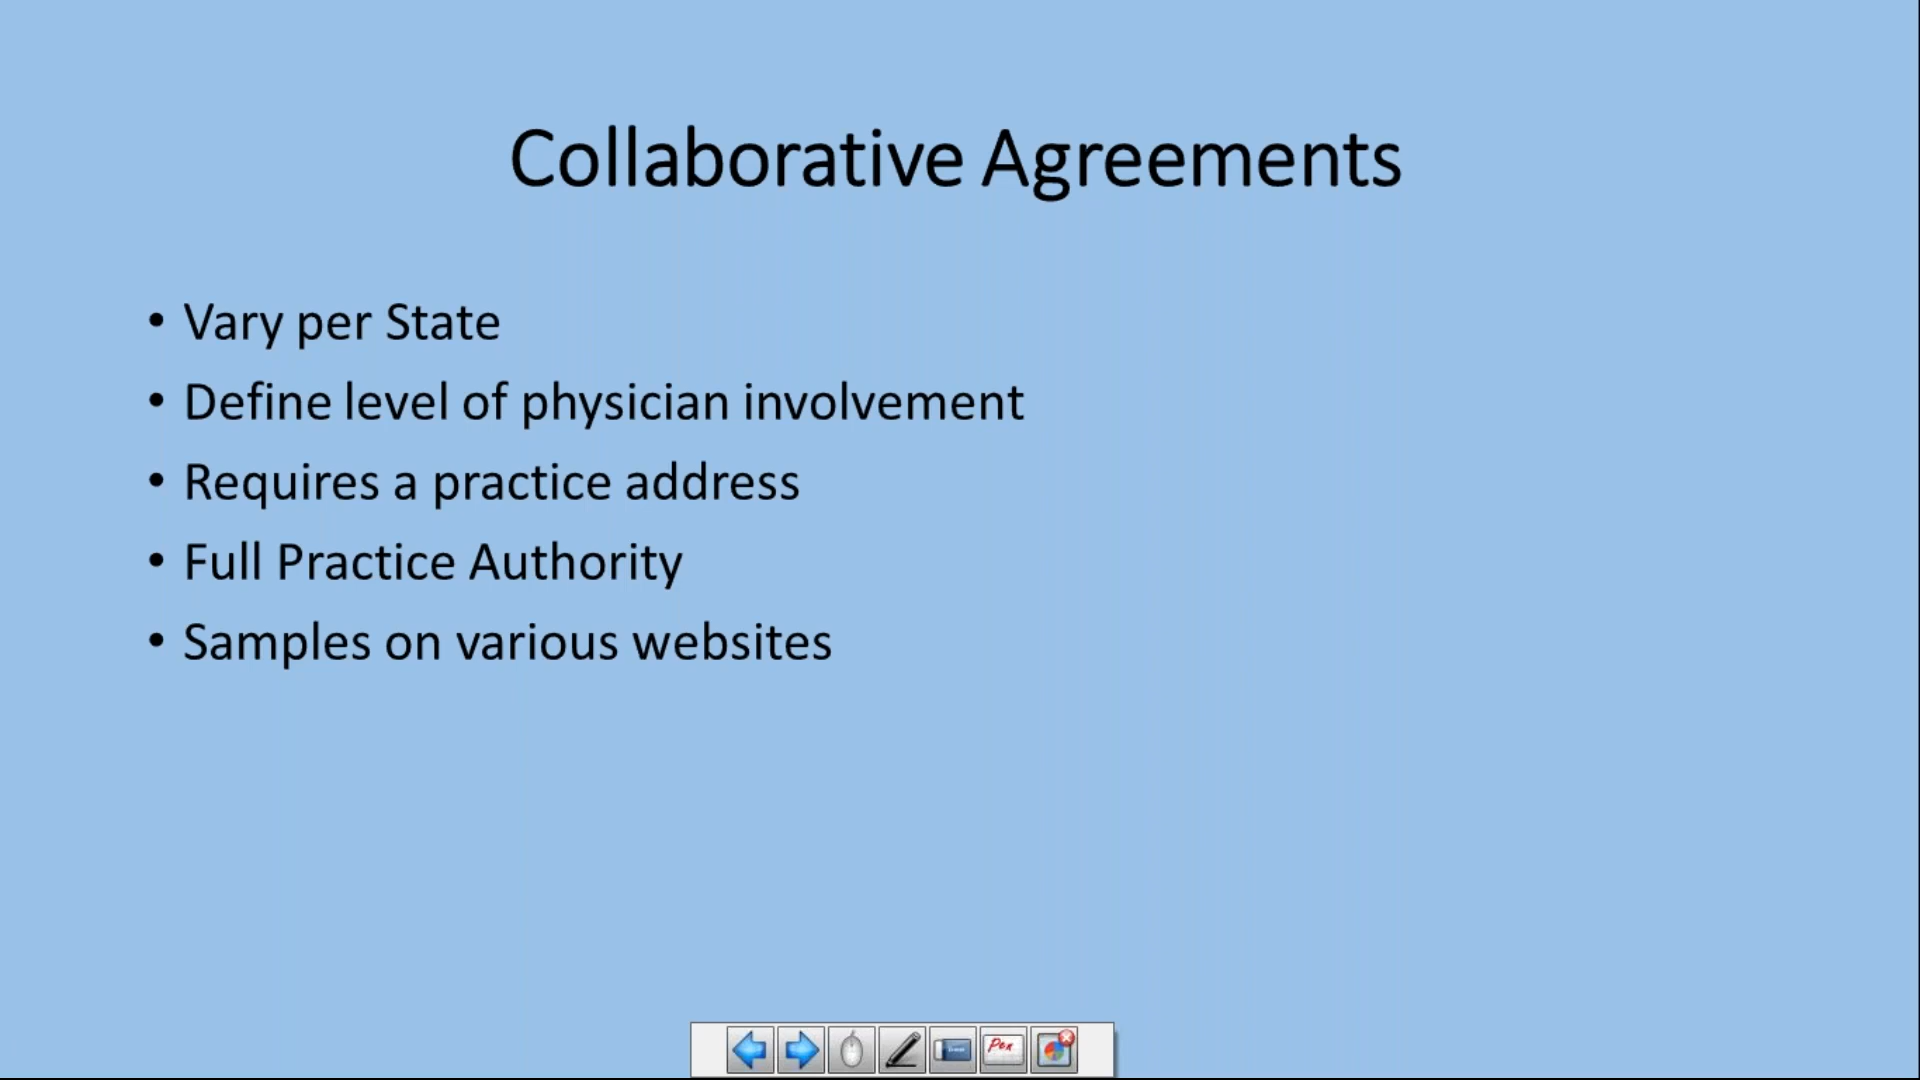 Collaborative Agreements
• Vary per State
• Define level of physician involvement
• Requires a practice address
• Full Practice Authority
• Samples on various websites
Pen